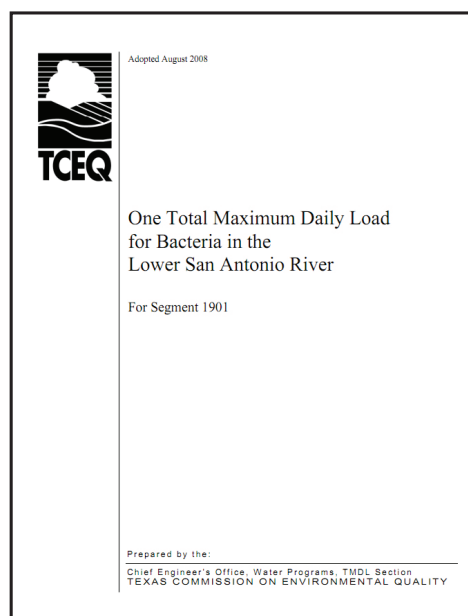 Adopted August 2008
TCEQ
One Total Maximum Daily Load
for Bacteria in the
Lower San Antonio River
For Segment 1901
Prepared by the:
Chief Engineer's Office, Water Programs, TMDL Section
TEXAS COMMISSION ON ENVIRONMENTAL QUALITY